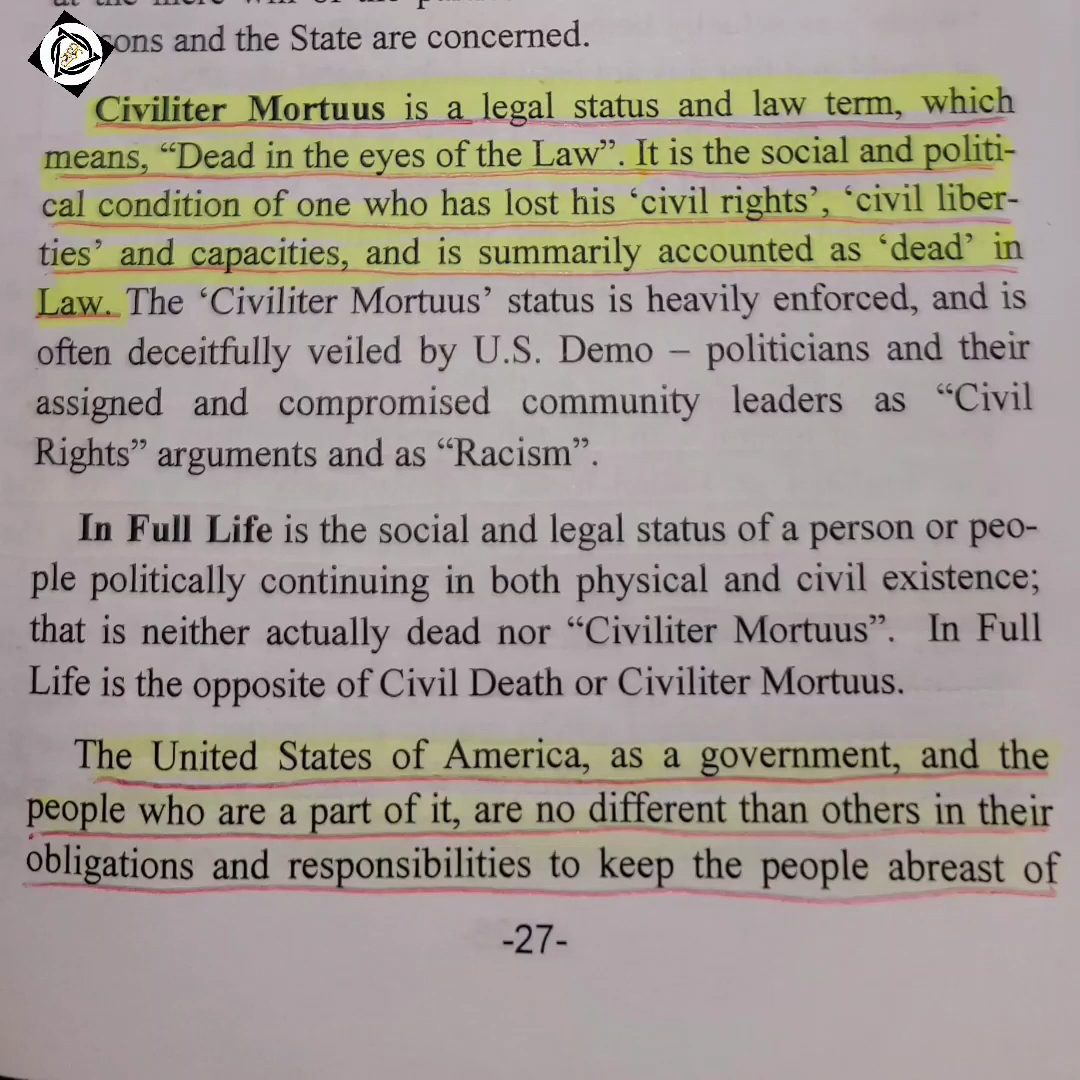 sons and the State are concerned.
Civiliter Mortuus is a legal status and law term, which
means, “Dead in the eyes of the Law”. It is the social and politi-
cal condition of one who has lost his ‘civil rights’, ‘civil liber-
ties’ and capacities, and is summarily accounted as ‘dead’ in
Law. The ‘Civiliter Mortuus’ status is heavily enforced, and is
often deceitfully veiled by U.S. Demo – politicians and their
assigned and compromised community leaders as “Civil
Rights” arguments and as “Racism”.
In Full Life is the social and legal status of a person or peo-
ple politically continuing in both physical and civil existence;
that is neither actually dead nor “Civiliter Mortuus”. In Full
Life is the opposite of Civil Death or Civiliter Mortuus.
The United States of America, as a government, and the
people who are a part of it, are no different than others in their
obligations and responsibilities to keep the people abreast of
-27-